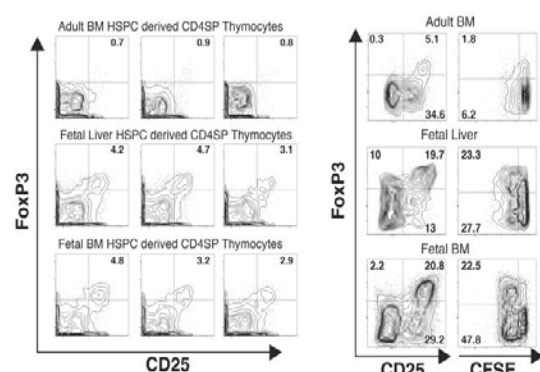 Adult BM HSPC derived CD4SP Thymocytes
0.7 0.9 0.8
Fetal Liver HSPC derived CD4SP Thymocytes
4.2 4.7 3.1
Fetal BM HSPC derived CD4SP Thymocytes
4.8 3.2 2.9
FoxP3
CD25
Adult BM
0.3 5.1 1.8
34.6 6.2
Fetal Liver
10 19.7 23.3
13 27.7
Fetal BM
2.2 20.8 22.5
29.2 47.8
FoxP3
CD25 CFSE